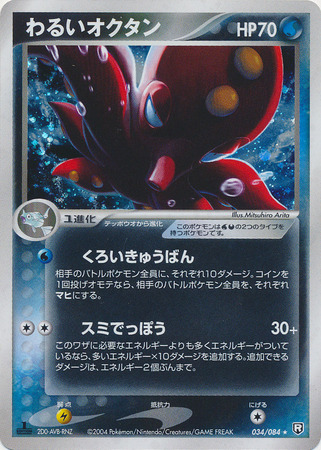 わるいオクタン HP70
Illus.Mitsuhiro Arita
1進化 テッポウオから進化
このポケモンは の2つのタイプを
持つポケモンです。
くろいきゅうばん
相手のバトルポケモン全員に、それぞれ10ダメージ。コインを
1回投げオモテなら、相手のバトルポケモン全員を、それぞれ
マヒにする。
スミでっぽう 30+
このワザに必要なエネルギーよりも多くエネルギーがついている
なら、多いエネルギー×10ダメージを追加する。追加できる
ダメージは、エネルギー2個ぶんまで。
弱点 抵抗力 にげる
1 2D0-AVB-RNZ ©2004 Pokémon/Nintendo/Creatures/GAME FREAK 034/084 ★ R